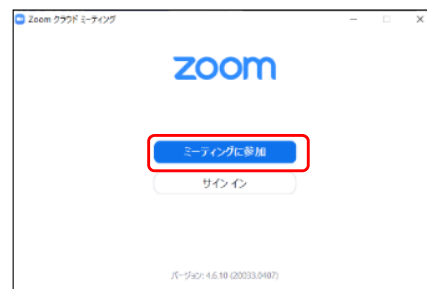 Zoom クラウド ミーティング
zoom
ミーティングに参加
サインイン
バージョン: 4.6.10 (20033.0407)